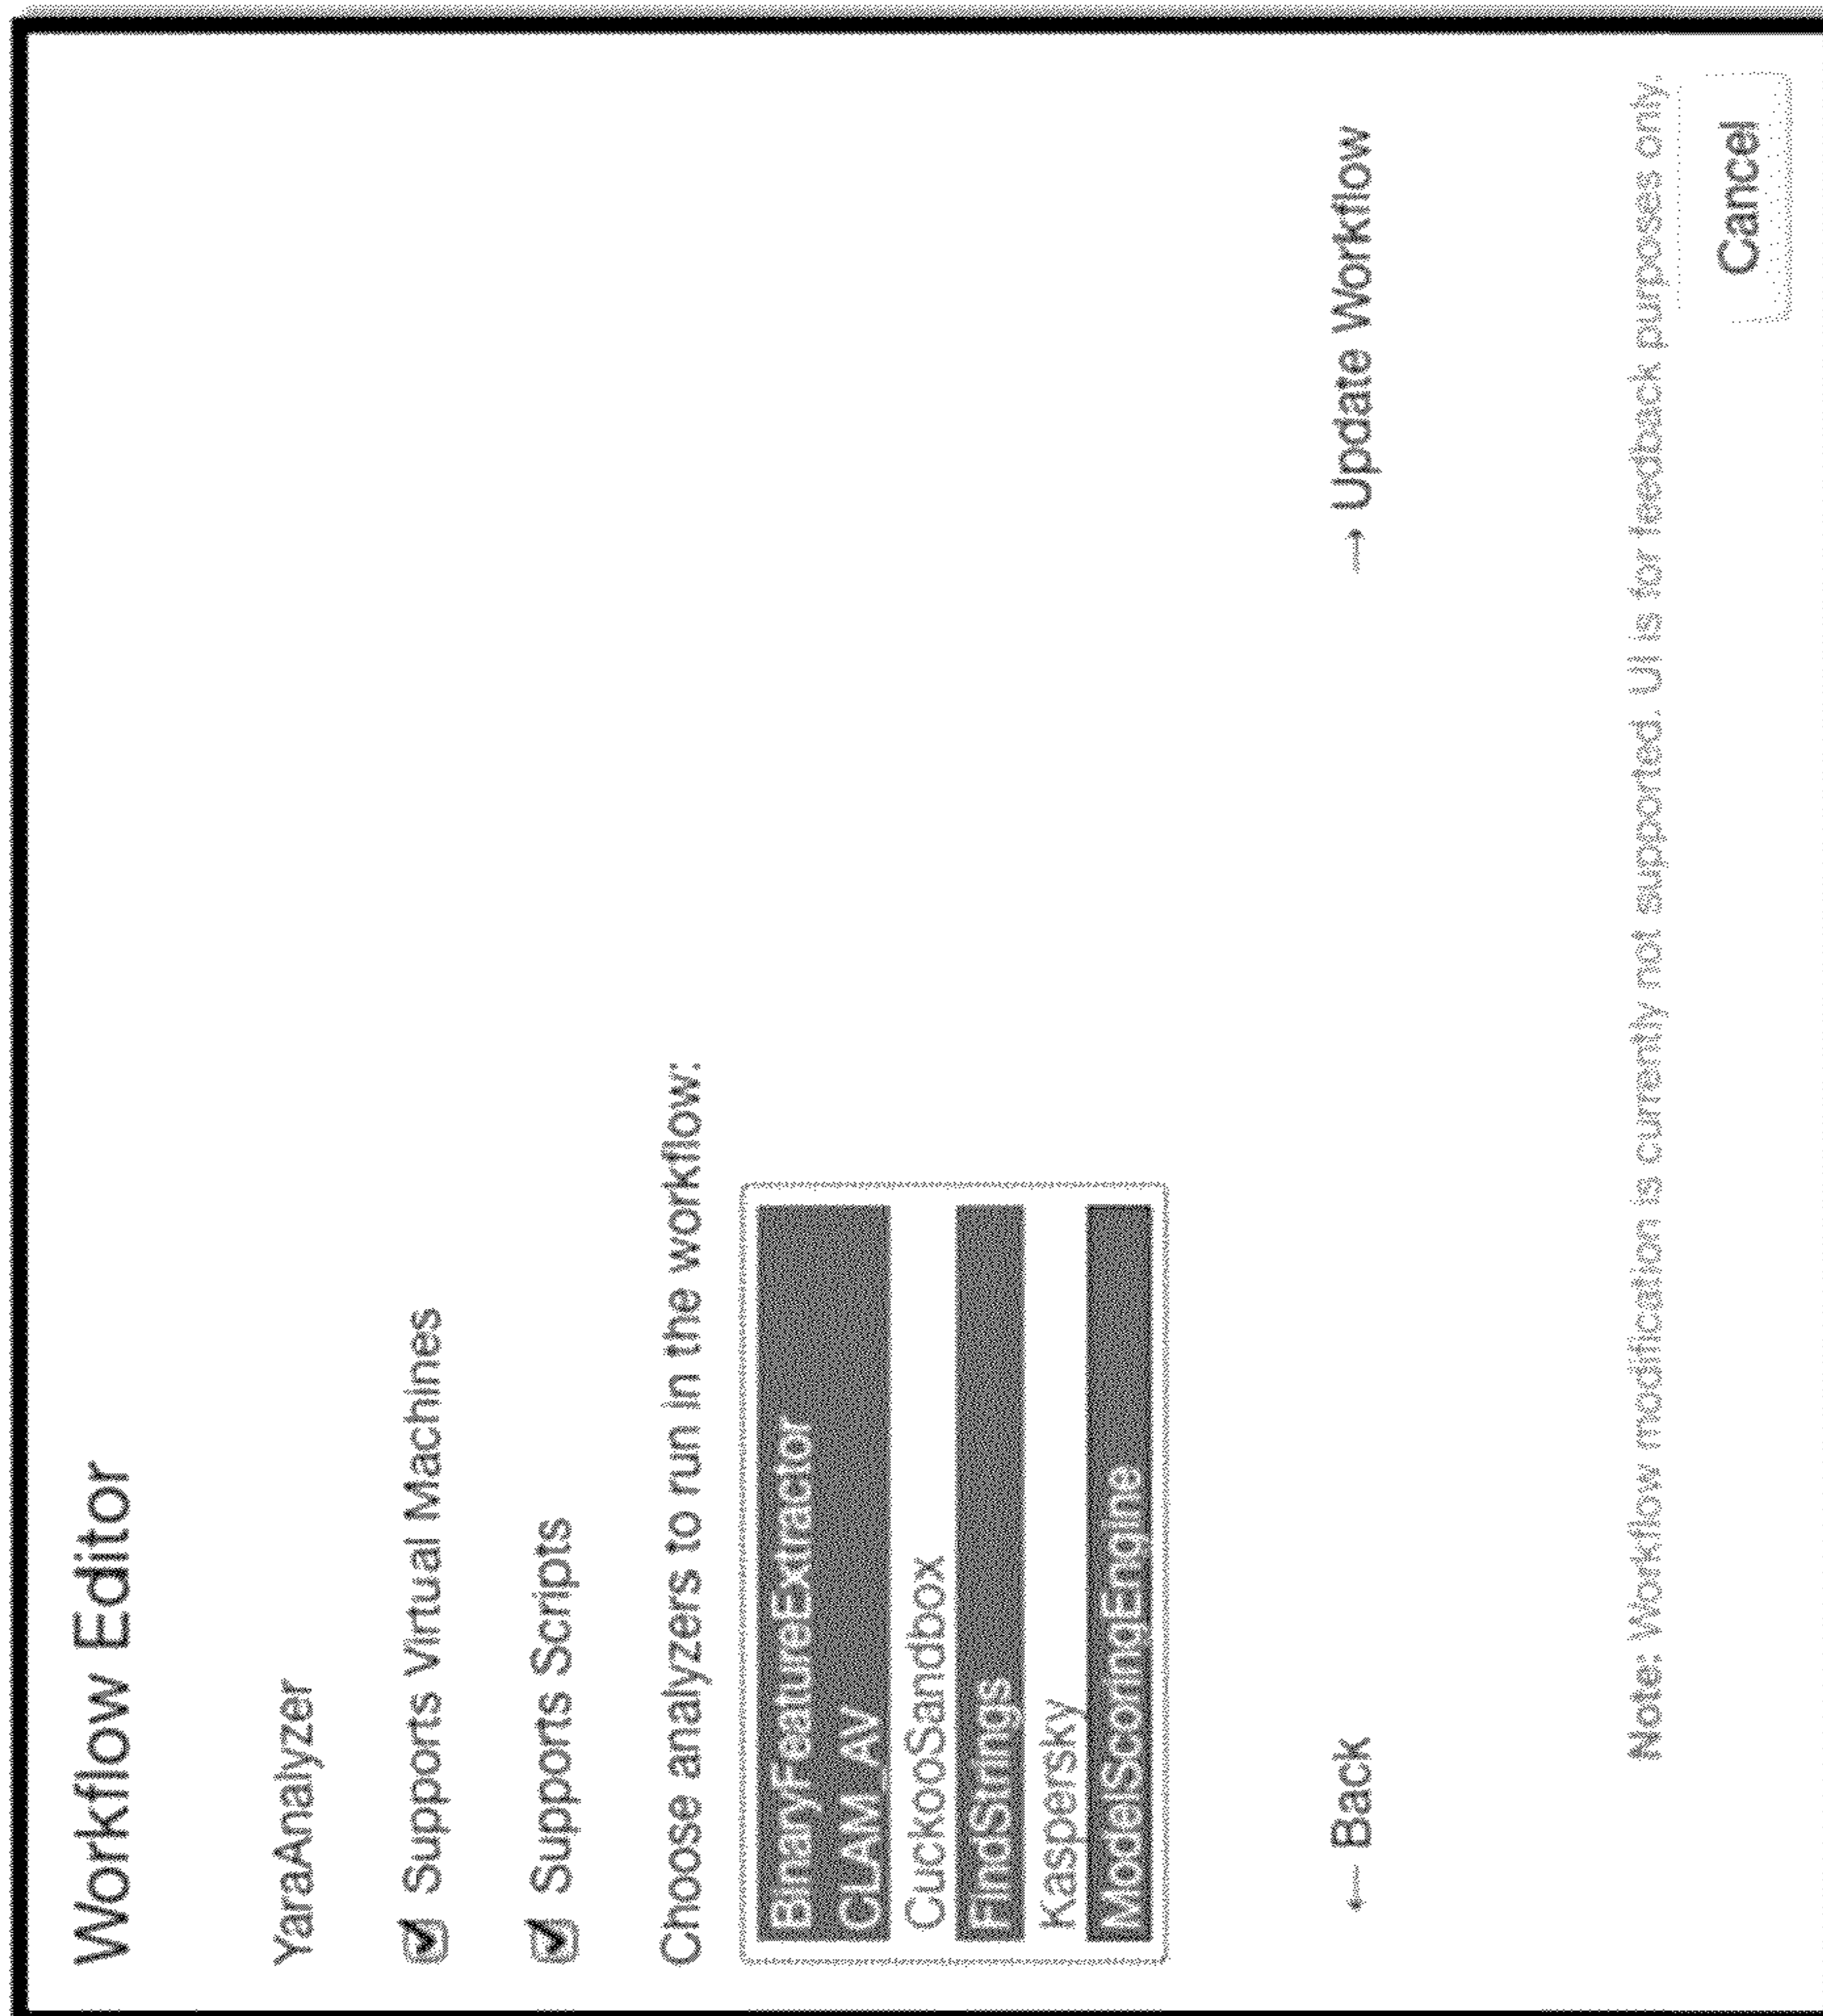 Workflow Editor
YaraAnalyzer
Supports Virtual Machines
Supports Scripts
Choose analyzers to run in the workflow:
BinaryFeatureExtractor
CLAM_AV
CuckooSandbox
FindStrings
Kaspersky
ModelScoringEngine
← Back → Update Workflow
Note: Workflow modification is currently not supported. UI is for feedback purposes only.
Cancel